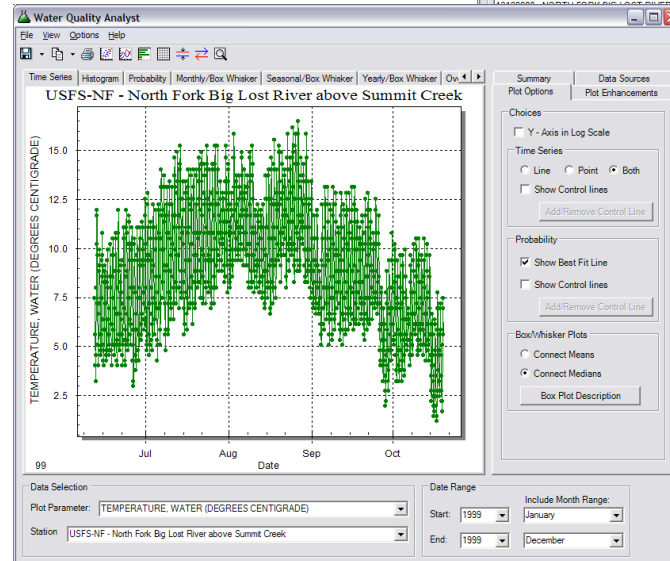 Water Quality Analyst
File View Options Help
Time Series Histogram Probability Monthly/Box Whisker Seasonal/Box Whisker Yearly/Box Whisker
USFS-NF - North Fork Big Lost River above Summit Creek
TEMPERATURE, WATER (DEGREES CENTIGRADE)
15.0
12.5
10.0
7.5
5.0
2.5
Jul Aug Sep Oct
99 Date
Summary Data Sources
Plot Options Plot Enhancements
Choices
Y - Axis in Log Scale
Time Series
Line Point Both
Show Control lines
Add/Remove Control Line
Probability
Show Best Fit Line
Show Control lines
Add/Remove Control Line
Box/Whisker Plots
Connect Means
Connect Medians
Box Plot Description
Data Selection
Plot Parameter: TEMPERATURE, WATER (DEGREES CENTIGRADE)
Station USFS-NF - North Fork Big Lost River above Summit Creek
Date Range
Include Month Range:
Start: 1999 January
End: 1999 December